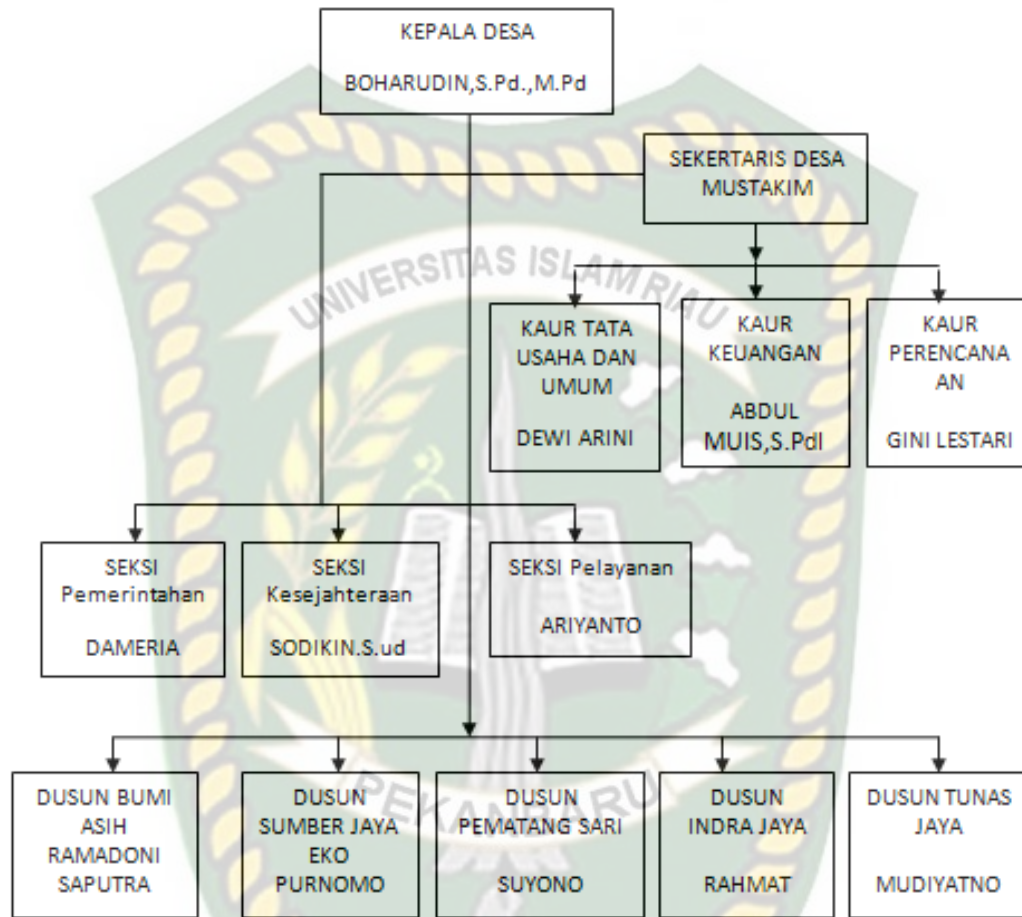 KEPALA DESA
BOHARUDIN,S.Pd.,M.Pd
SEKERTARIS DESA
MUSTAKIM
UNIVERSITAS ISLAM RIAU
KAUR TATA
USAHA DAN
UMUM
DEWI ARINI
KAUR
KEUANGAN
ABDUL
MUIS,S.PdI
KAUR
PERENCANA
AN
GINI LESTARI
SEKSI
Pemerintahan
DAMERIA
SEKSI
Kesejahteraan
SODIKIN.S.ud
SEKSI Pelayanan
ARIYANTO
PEKANBARU
DUSUN BUMI
ASIH
RAMADONI
SAPUTRA
DUSUN
SUMBER JAYA
EKO
PURNOMO
DUSUN
PEMATANG SARI
SUYONO
DUSUN
INDRA JAYA
RAHMAT
DUSUN TUNAS
JAYA
MUDIYATNO